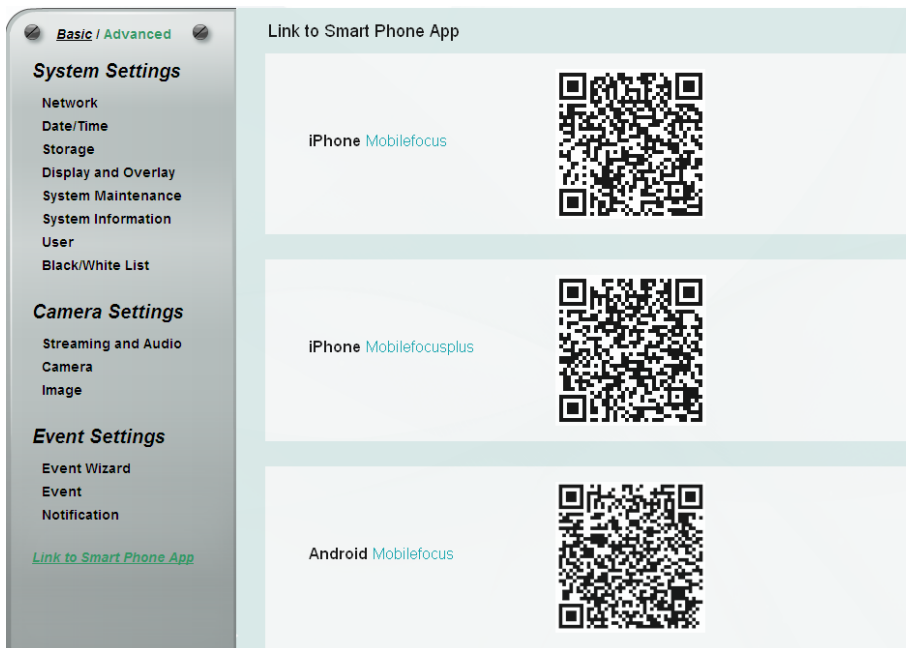 Basic / Advanced
System Settings
Network
Date/Time
Storage
Display and Overlay
System Maintenance
System Information
User
Black/White List
Camera Settings
Streaming and Audio
Camera
Image
Event Settings
Event Wizard
Event
Notification
Link to Smart Phone App
Link to Smart Phone App
iPhone Mobilefocus
iPhone Mobilefocusplus
Android Mobilefocus